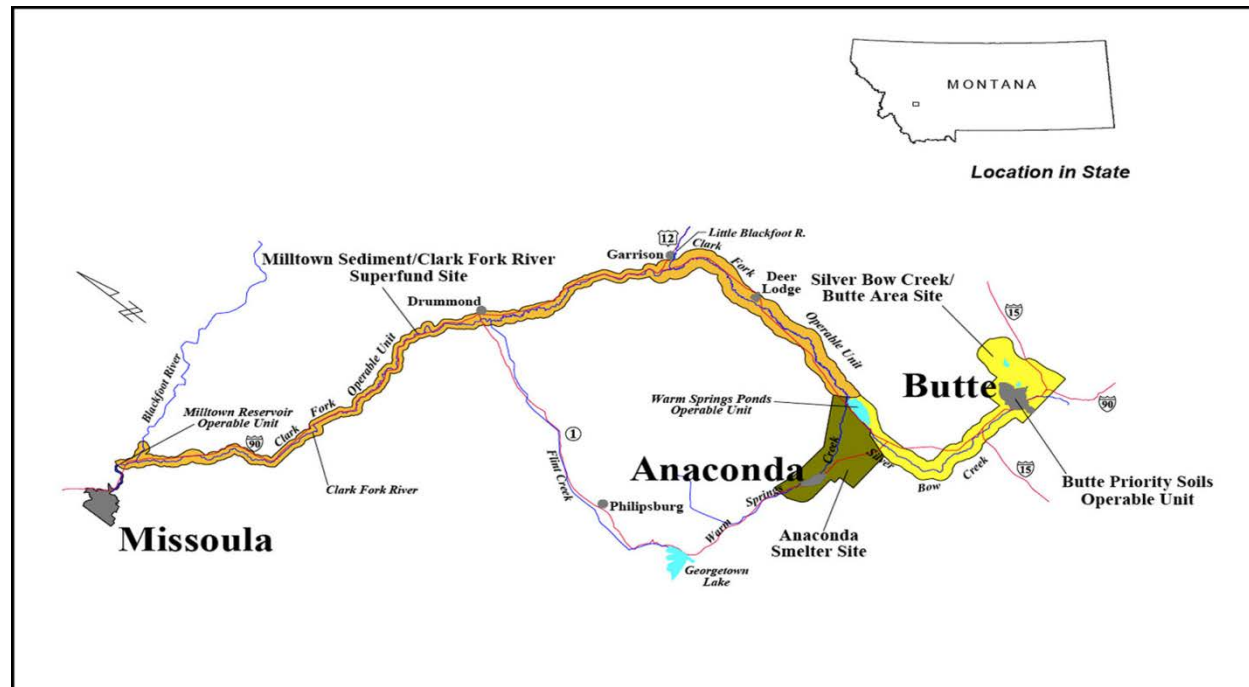 MONTANA
Location in State
12
Little Blackfoot R.
Garrison
Clark
Fork
Operable Unit
Milltown Sediment/Clark Fork River
Superfund Site
Drummond
Deer
Lodge
Silver Bow Creek/
Butte Area Site
15
Blackfoot River
Milltown Reservoir
Operable Unit
90
Clark
Fork
Operable Unit
Clark Fork River
Missoula
1
Flint Creek
Philipsburg
Georgetown
Lake
Warm Springs Ponds
Operable Unit
Anaconda
Warm
Springs
Creek
Anaconda
Smelter Site
Silver
Bow
Creek
Butte
90
15
Butte Priority Soils
Operable Unit